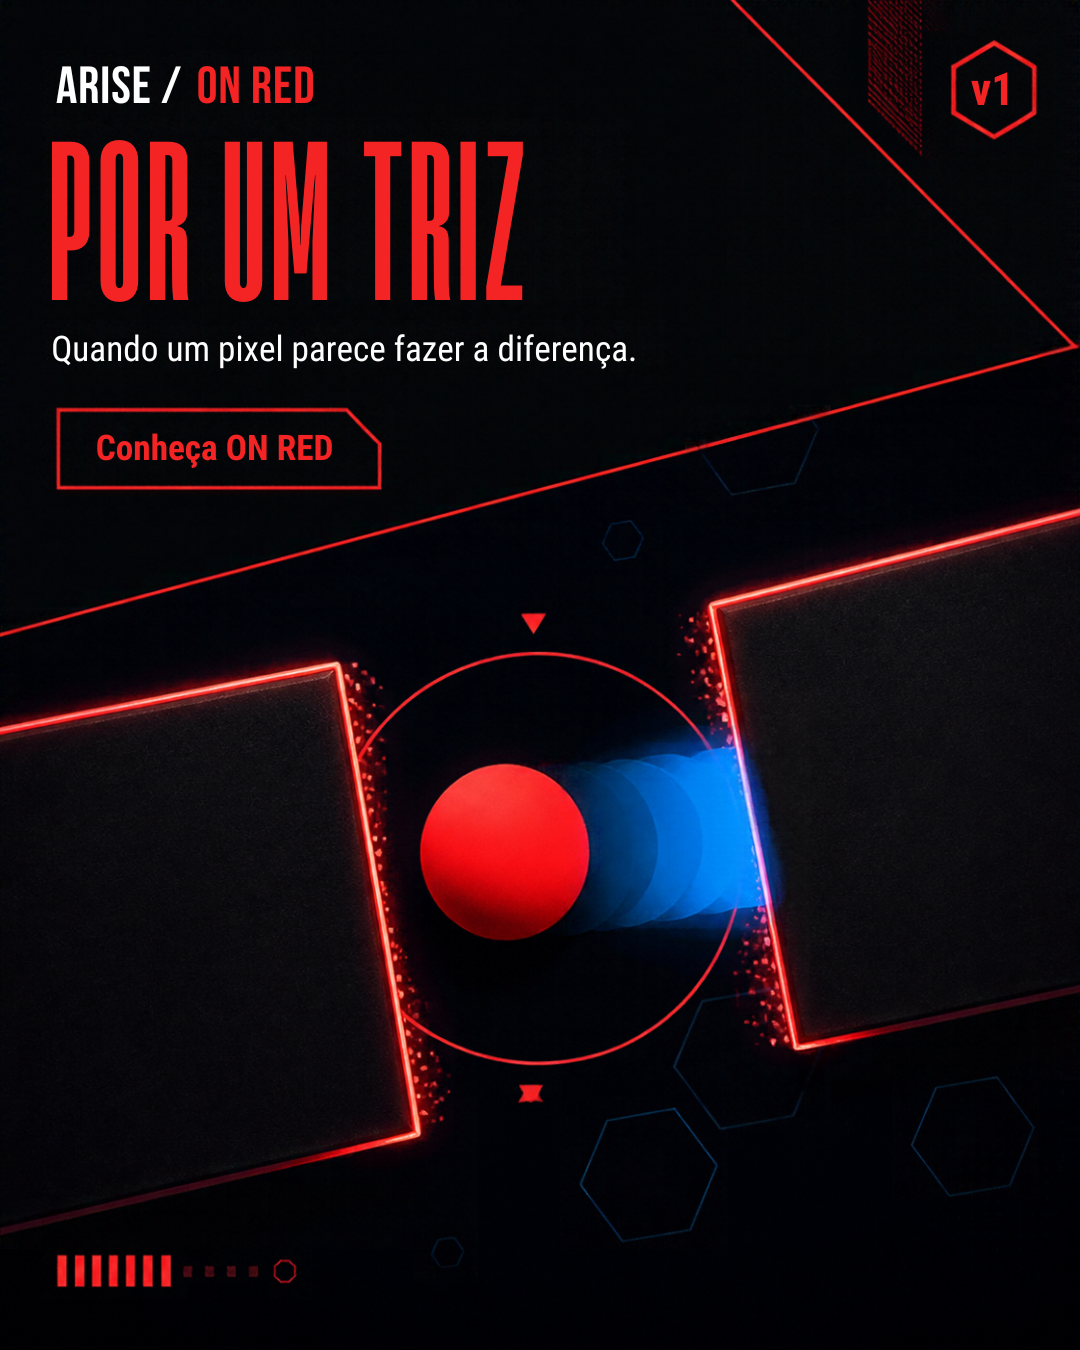 ARISE / ON RED
v1
POR UM TRIZ
Quando um pixel parece fazer a diferença.
Conheça ON RED